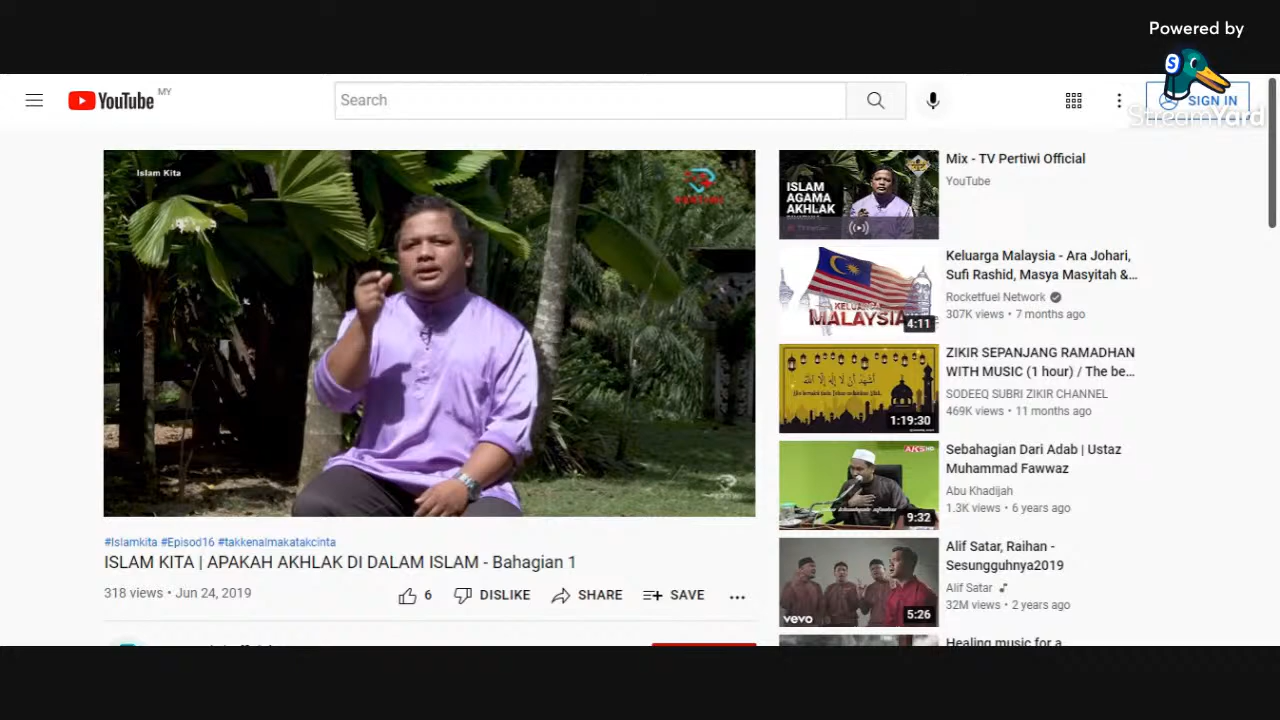 Powered by
StreamYard
YouTube MY
Search
SIGN IN
Islam Kita
#Islamkita #Episod16 #takkenalmakatakcinta
ISLAM KITA | APAKAH AKHLAK DI DALAM ISLAM - Bahagian 1
318 views • Jun 24, 2019
6 DISLIKE SHARE SAVE
ISLAM
AGAMA
AKHLAK
Mix - TV Pertiwi Official
YouTube
KELUARGA
MALAYSIA
4:11
Keluarga Malaysia - Ara Johari,
Sufi Rashid, Masya Masyitah &...
Rocketfuel Network
307K views • 7 months ago
1:19:30
ZIKIR SEPANJANG RAMADHAN
WITH MUSIC (1 hour) / The be...
SODEEQ SUBRI ZIKIR CHANNEL
469K views • 11 months ago
9:32
Sebahagian Dari Adab | Ustaz
Muhammad Fawwaz
Abu Khadijah
1.3K views • 6 years ago
vevo
5:26
Alif Satar, Raihan -
Sesungguhnya2019
Alif Satar
32M views • 2 years ago
Healing music for a